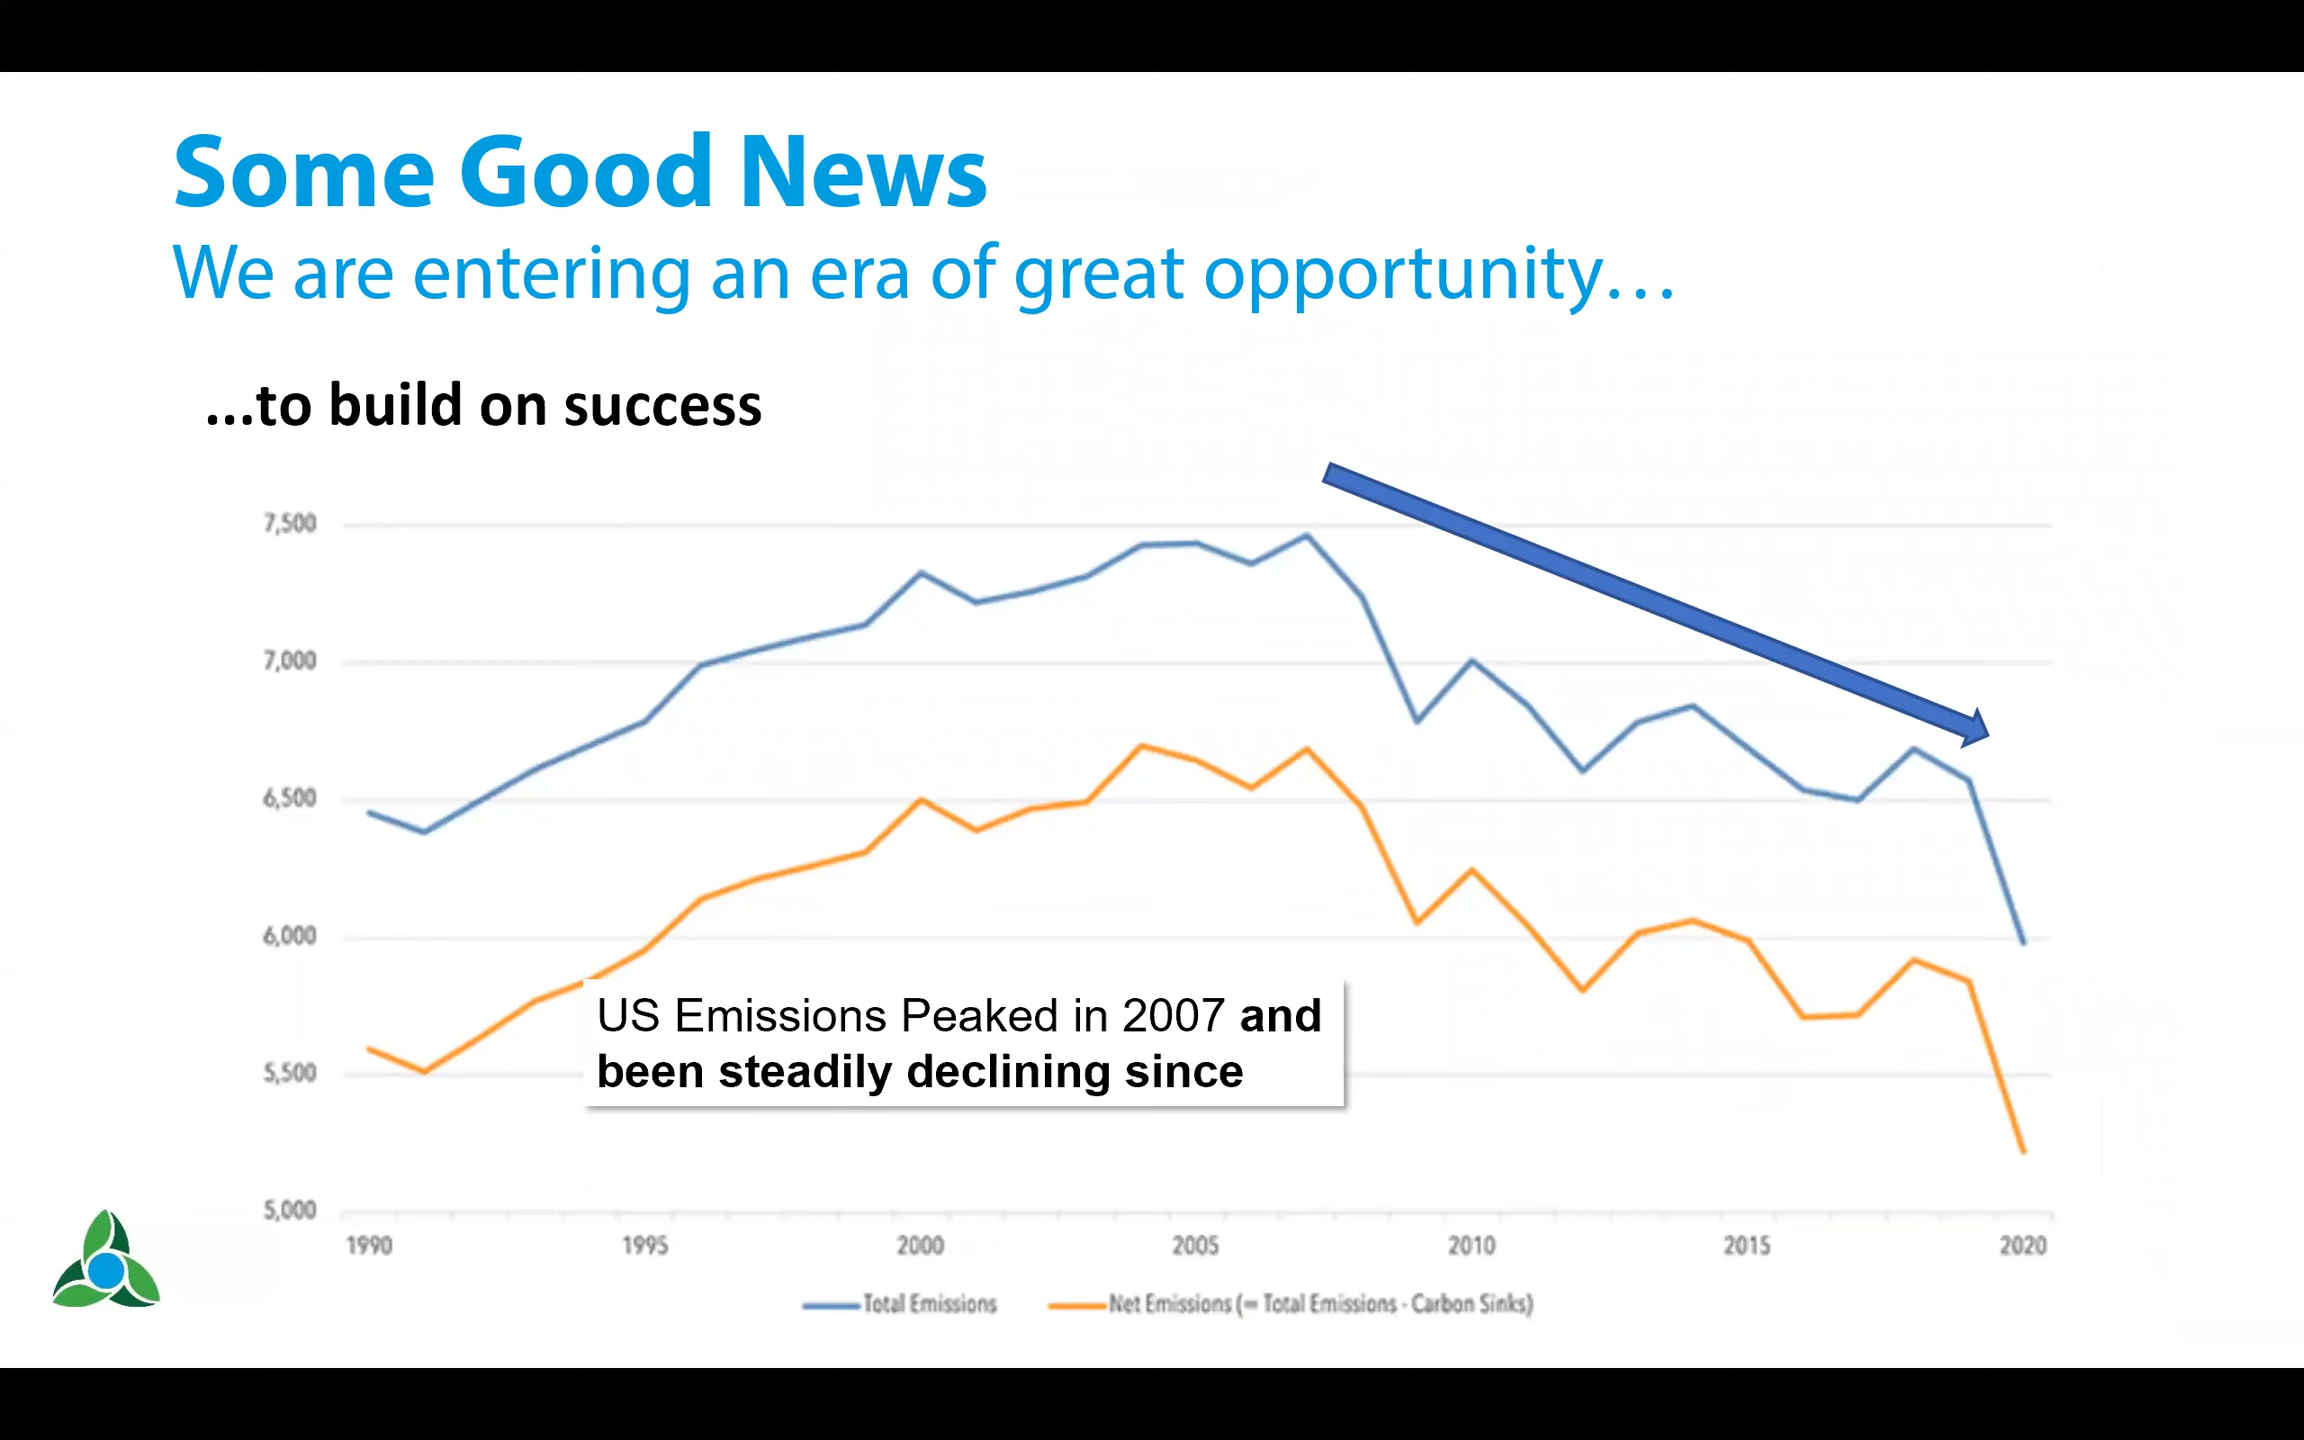 Some Good News
We are entering an era of great opportunity…
...to build on success
7,500
7,000
6,500
6,000
5,500
5,000
US Emissions Peaked in 2007 and
been steadily declining since
1990 1995 2000 2005 2010 2015 2020
Total Emissions Net Emissions (= Total Emissions - Carbon Sinks)